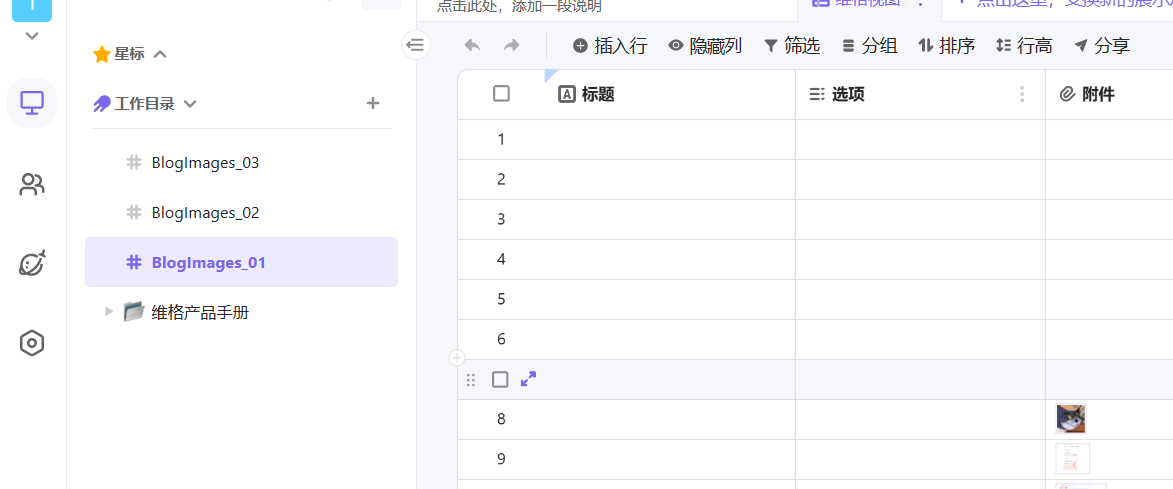 点击此处，添加一段说明
维格视图
星标
插入行 隐藏列 筛选 分组 排序 行高 分享
工作目录
标题 选项 附件
1
BlogImages_03
2
BlogImages_02
3
BlogImages_01
4
维格产品手册
5
6
8
9